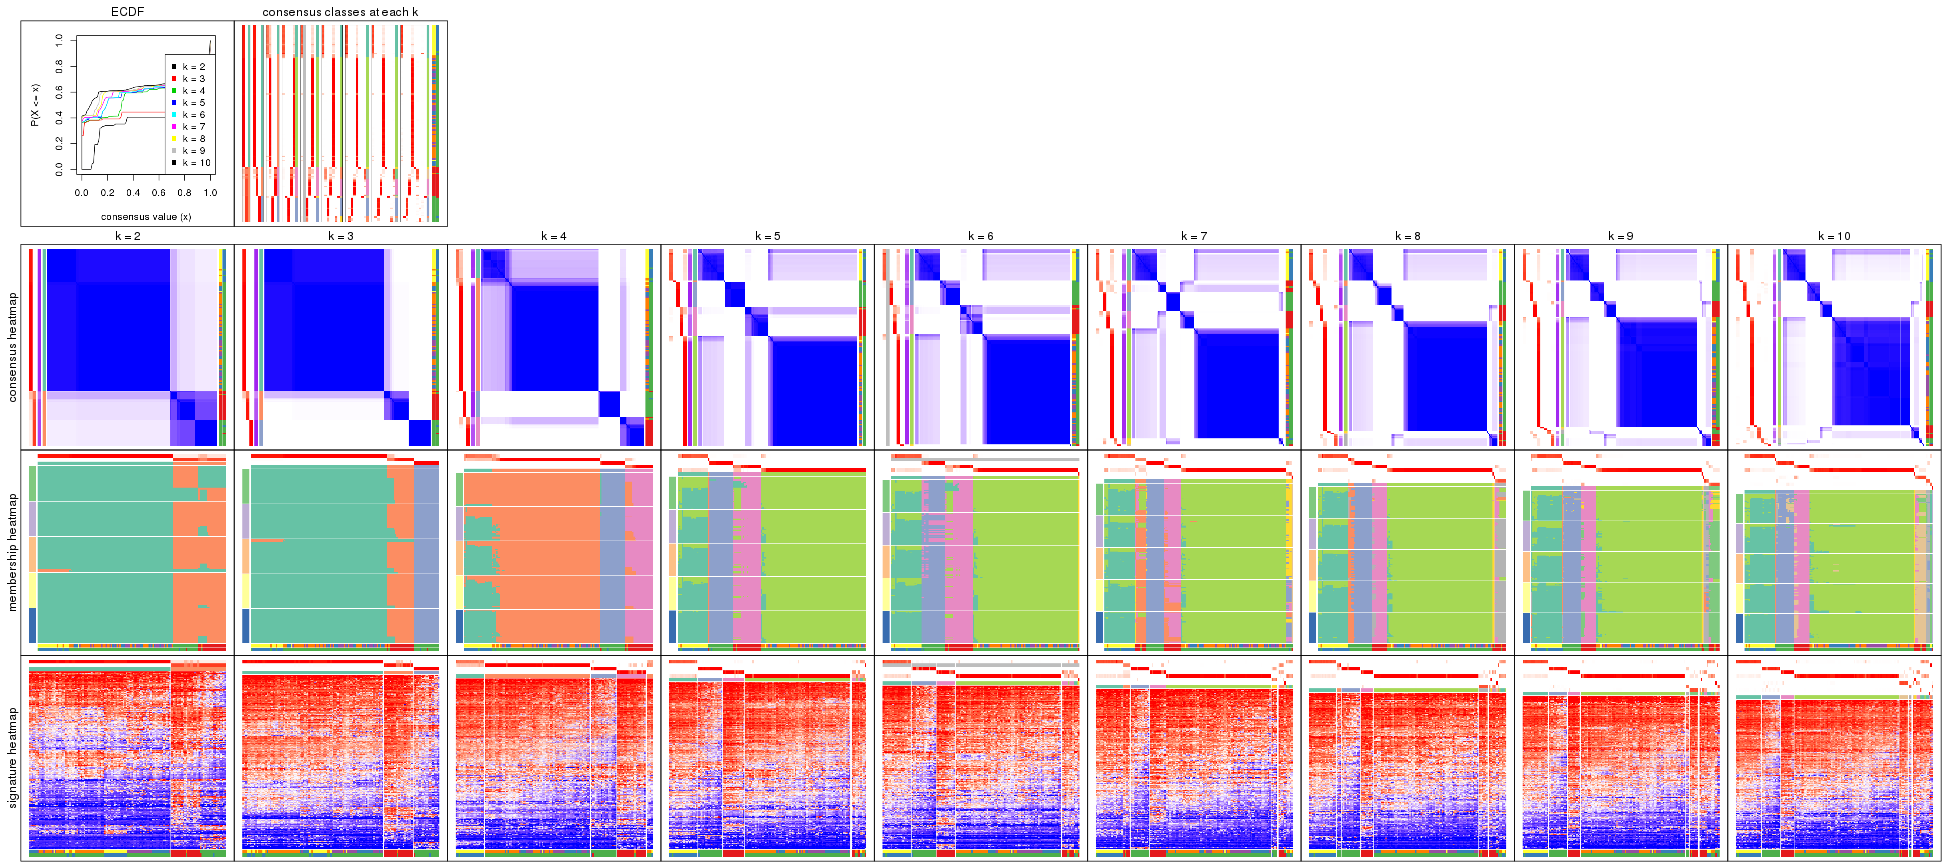 ECDF
consensus classes at each k
P(X <= x)
0.0 0.2 0.4 0.6 0.8 1.0
k = 2
k = 3
k = 4
k = 5
k = 6
k = 7
k = 8
k = 9
k = 10
0.0 0.2 0.4 0.6 0.8 1.0
consensus value (x)
k = 2 k = 3 k = 4 k = 5 k = 6 k = 7 k = 8 k = 9 k = 10
consensus heatmap
membership heatmap
signature heatmap